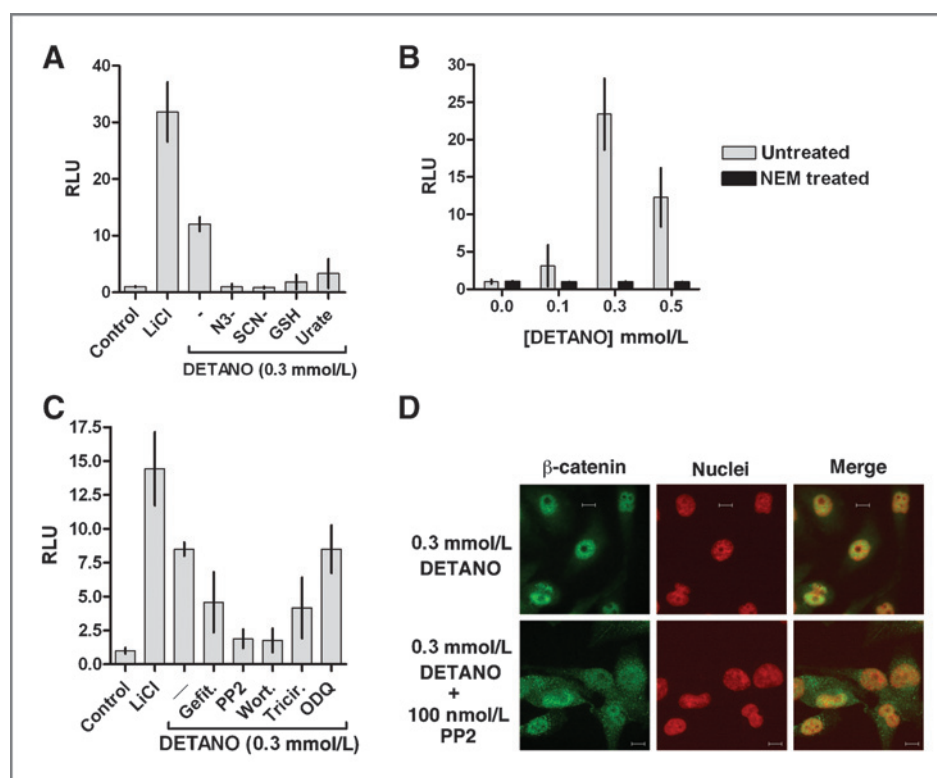 A
40
30
20
10
0
RLU
Control
LiCl
-
N3-
SCN-
GSH
Urate
DETANO (0.3 mmol/L)
B
30
25
20
15
10
5
0
RLU
0.0 0.1 0.3 0.5
[DETANO] mmol/L
Untreated
NEM treated
C
17.5
15.0
12.5
10.0
7.5
5.0
2.5
0.0
RLU
Control
LiCl
—
Gefit.
PP2
Wort.
Tricir.
ODQ
DETANO (0.3 mmol/L)
D
β-catenin Nuclei Merge
0.3 mmol/L
DETANO
0.3 mmol/L
DETANO
+
100 nmol/L
PP2